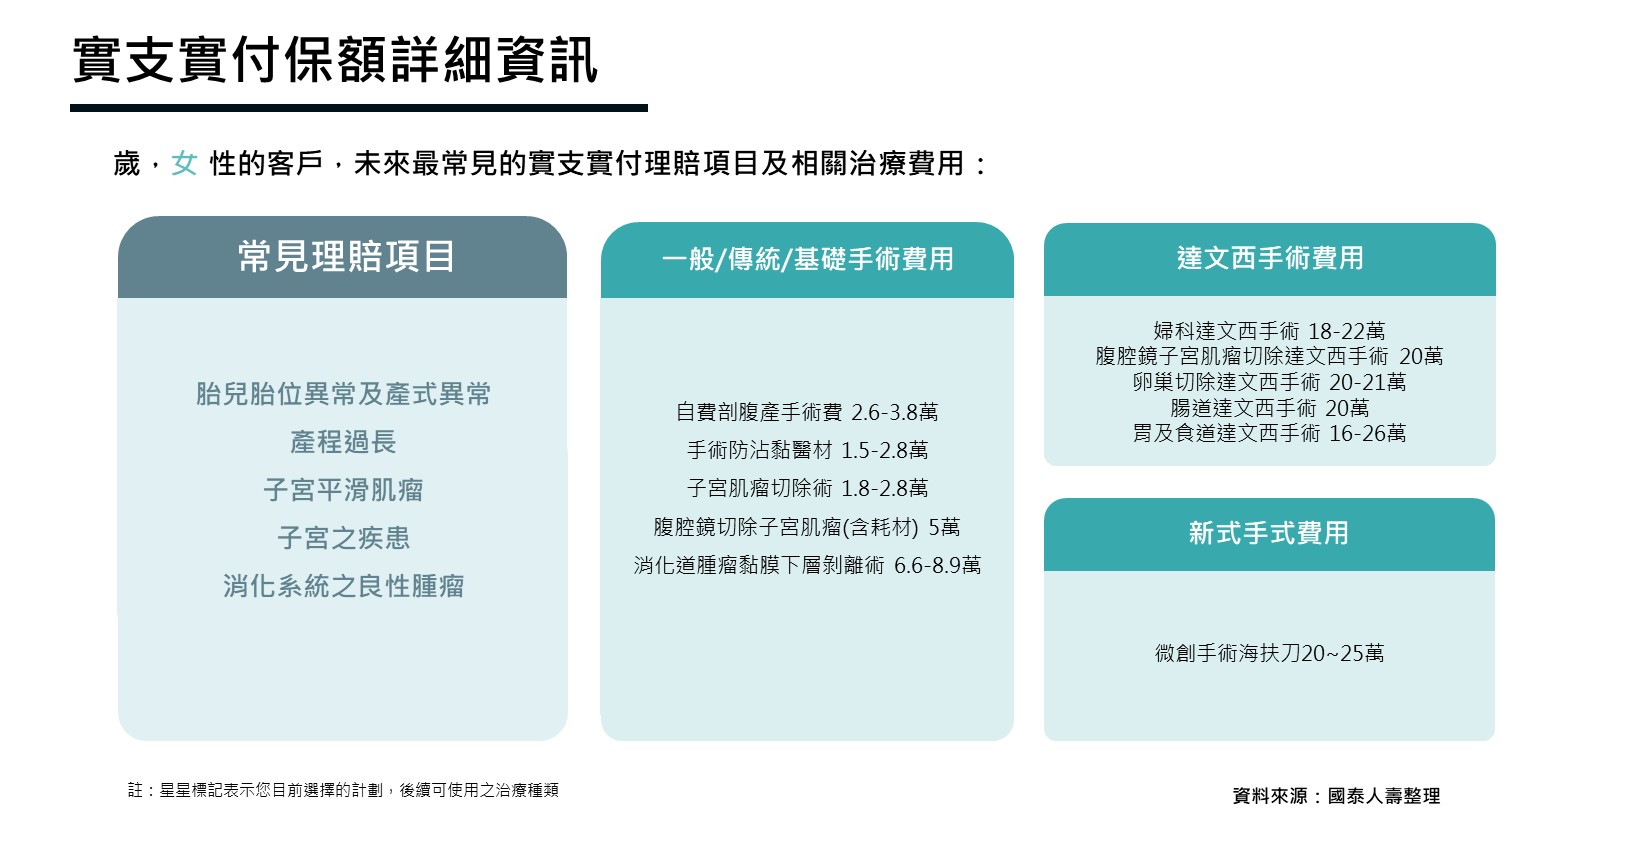 實支實付保額詳細資訊
歲，女 性的客戶，未來最常見的實支實付理賠項目及相關治療費用：
常見理賠項目
胎兒胎位異常及產式異常
產程過長
子宮平滑肌瘤
子宮之疾患
消化系統之良性腫瘤
一般/傳統/基礎手術費用
自費剖腹產手術費 2.6-3.8萬
手術防沾黏醫材 1.5-2.8萬
子宮肌瘤切除術 1.8-2.8萬
腹腔鏡切除子宮肌瘤(含耗材) 5萬
消化道腫瘤黏膜下層剝離術 6.6-8.9萬
達文西手術費用
婦科達文西手術 18-22萬
腹腔鏡子宮肌瘤切除達文西手術 20萬
卵巢切除達文西手術 20-21萬
腸道達文西手術 20萬
胃及食道達文西手術 16-26萬
新式手式費用
微創手術海扶刀20~25萬
註：星星標記表示您目前選擇的計劃，後續可使用之治療種類
資料來源：國泰人壽整理